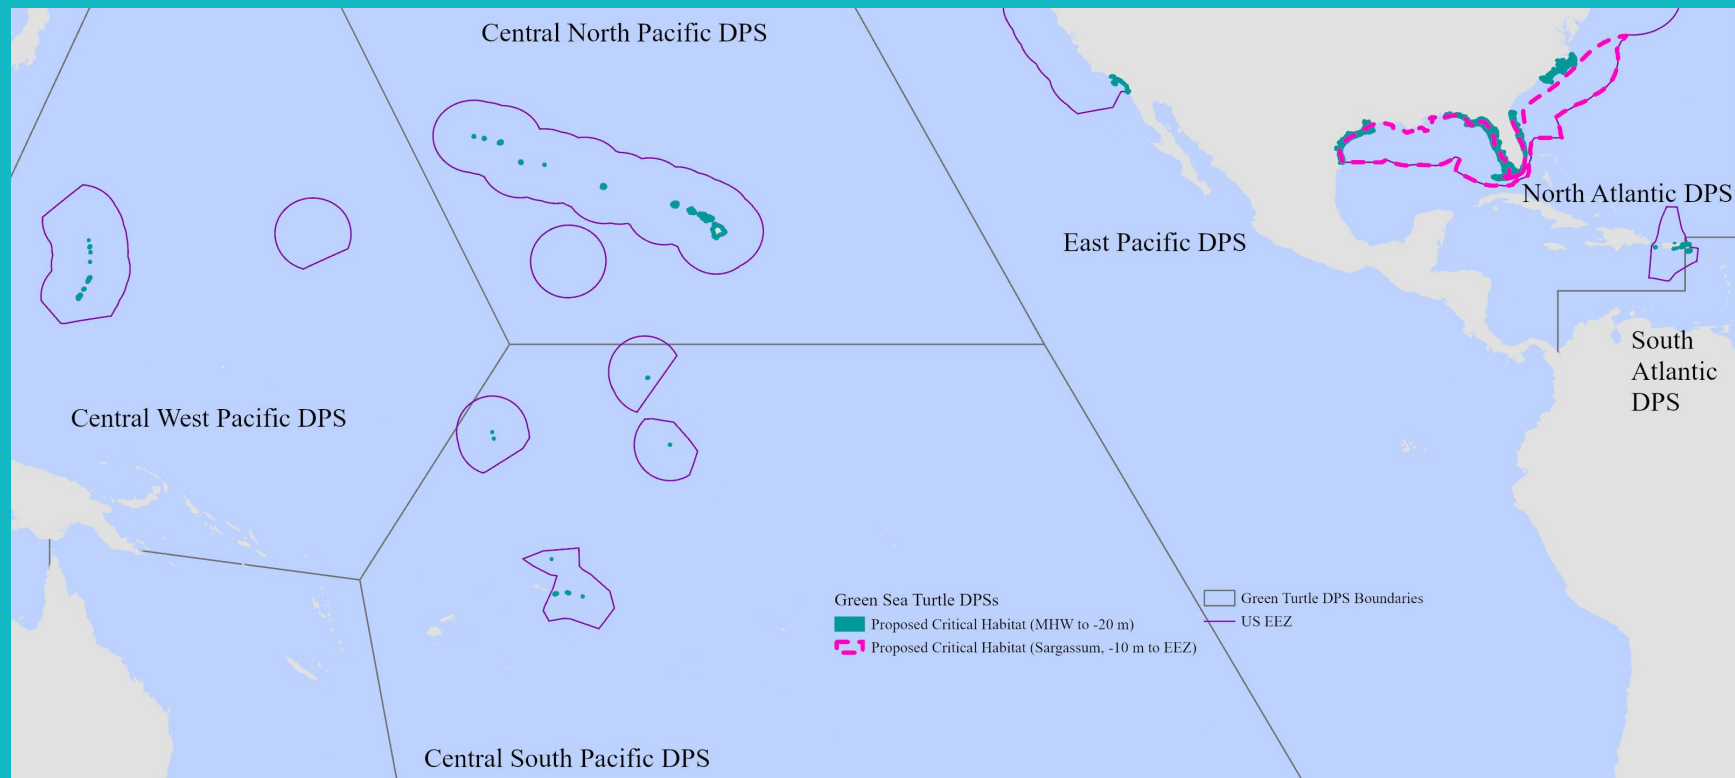 Central North Pacific DPS
North Atlantic DPS
East Pacific DPS
South
Atlantic
DPS
Central West Pacific DPS
Green Sea Turtle DPSs
Proposed Critical Habitat (MHW to -20 m)
Proposed Critical Habitat (Sargassum, -10 m to EEZ)
Green Turtle DPS Boundaries
US EEZ
Central South Pacific DPS